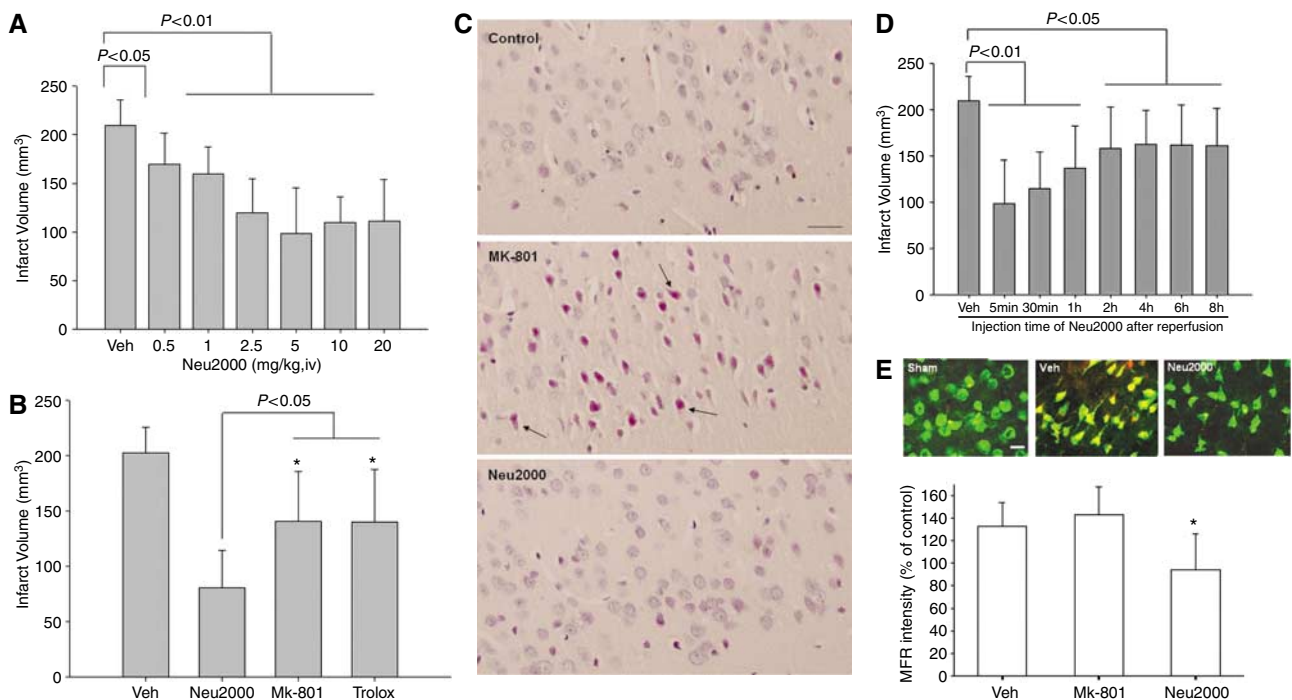 A
P<0.01
P<0.05
Infarct Volume (mm³)
250
200
150
100
50
0
Veh 0.5 1 2.5 5 10 20
Neu2000 (mg/kg,iv)
B
P<0.05
Infarct Volume (mm³)
250
200
150
100
50
0
* *
Veh Neu2000 Mk-801 Trolox
C
Control
MK-801
Neu2000
D
P<0.05
P<0.01
Infarct Volume (mm³)
250
200
150
100
50
0
Veh 5min 30min 1h 2h 4h 6h 8h
Injection time of Neu2000 after reperfusion
E
Sham Veh Neu2000
MFR intensity (% of control)
160
140
120
100
80
60
40
20
0
*
Veh Mk-801 Neu2000